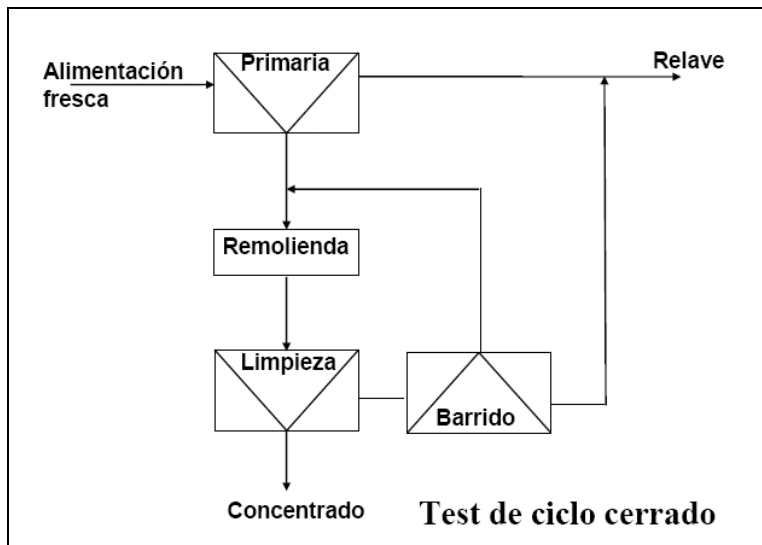 Alimentación
fresca
Primaria
Relave
Remolienda
Limpieza
Barrido
Concentrado
Test de ciclo cerrado